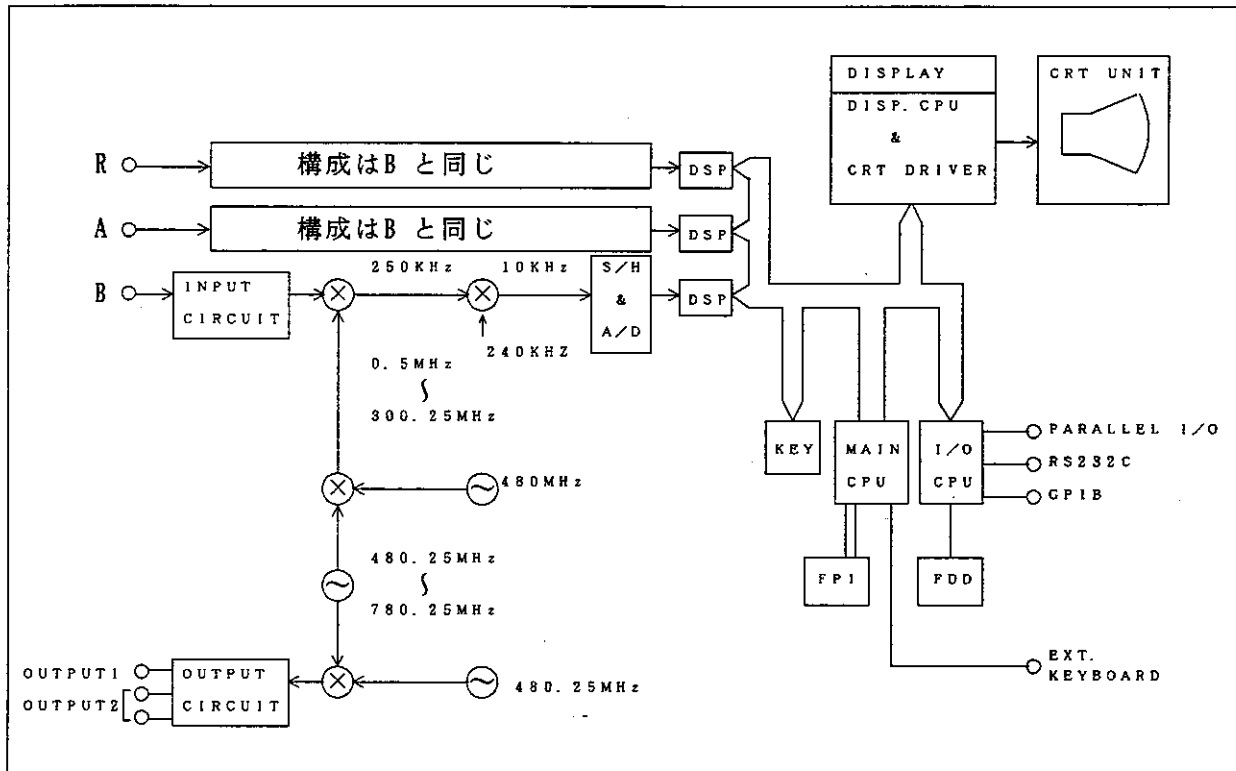 DISPLAY
DISP. CPU
&
CRT DRIVER
CRT UNIT
R
構成はB と同じ
DSP
A
構成はB と同じ
DSP
B
INPUT
CIRCUIT
250KHz
10KHz
240KHZ
S/H
&
A/D
DSP
0.5MHz
∫
300.25MHz
480MHz
480.25MHz
∫
780.25MHz
480.25MHz
OUTPUT1
OUTPUT2
OUTPUT
CIRCUIT
KEY
MAIN
CPU
I/O
CPU
PARALLEL I/O
RS232C
GPIB
FPI
FDD
EXT.
KEYBOARD